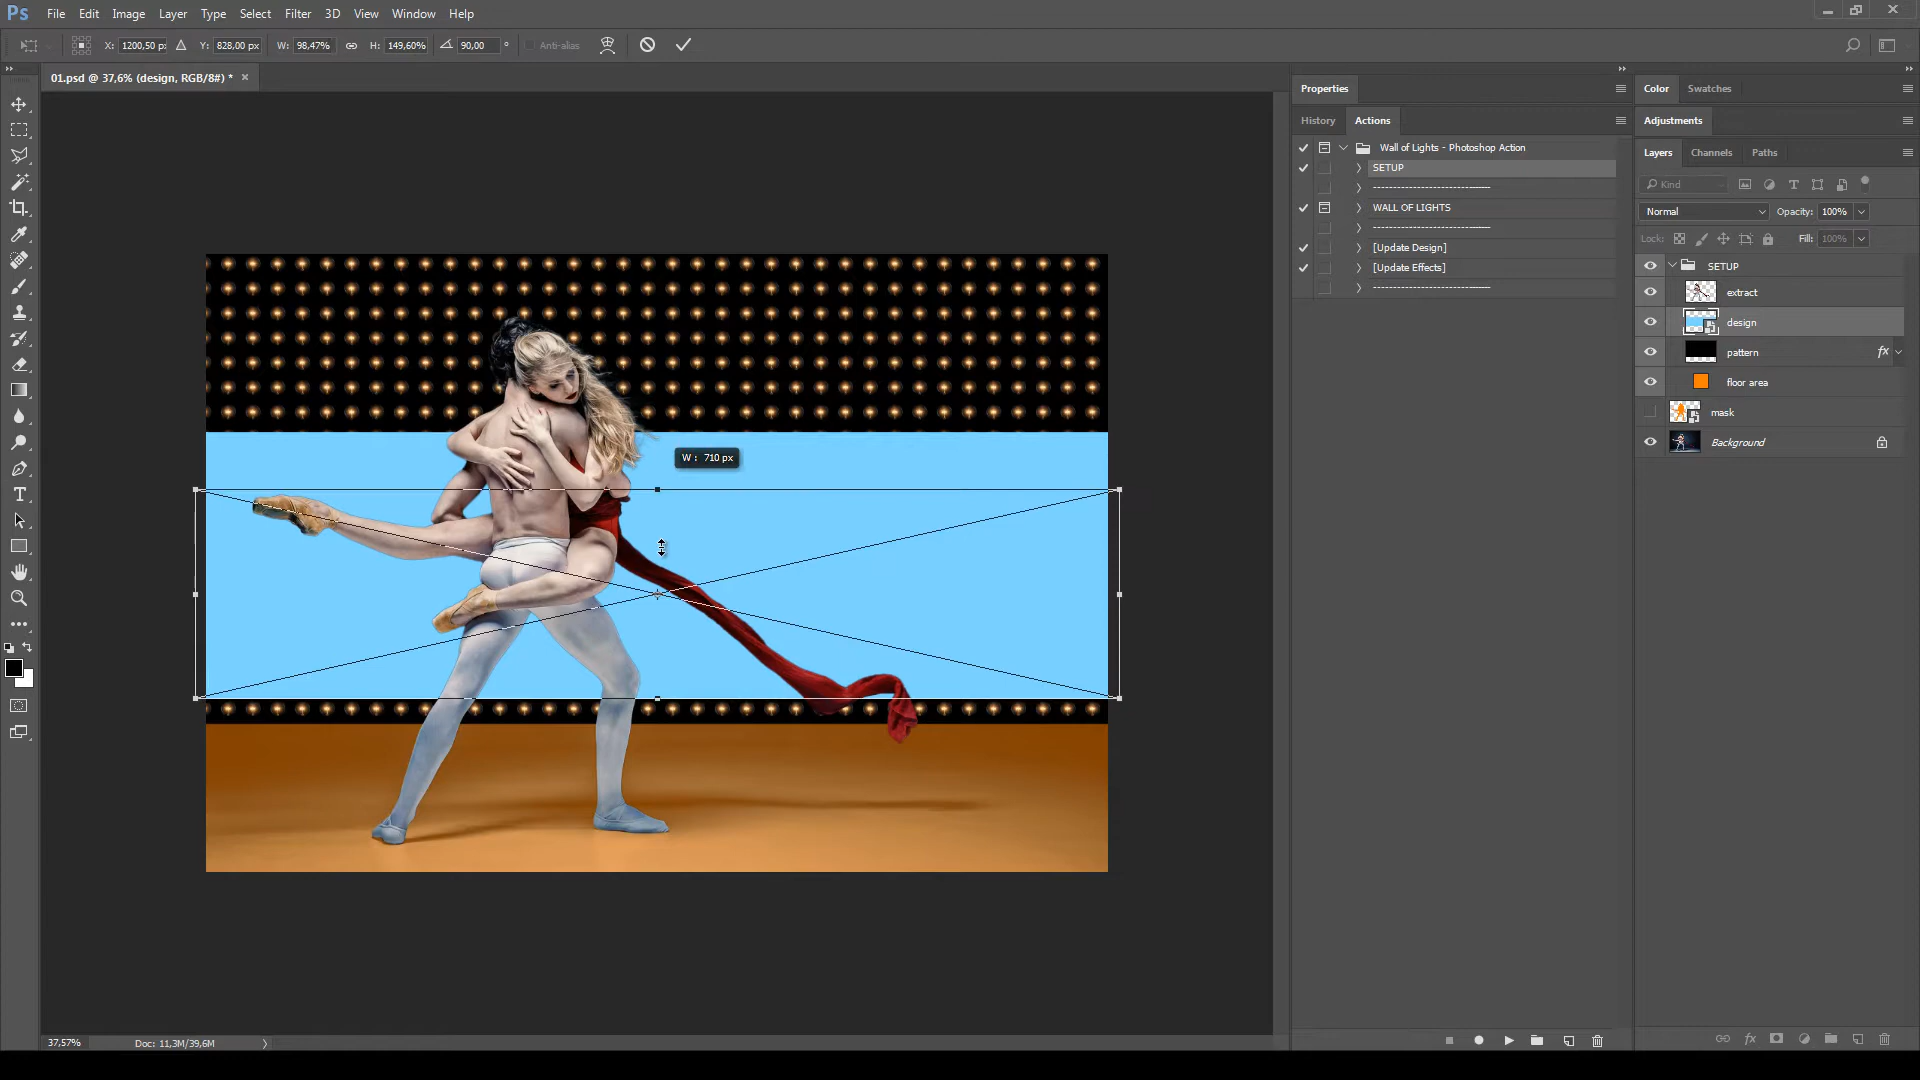 Ps File Edit Image Layer Type Select Filter 3D View Window Help
X: 1200,50 px Y: 828,00 px W: 98,47% H: 149,60% 90,00 ° Anti-alias
01.psd @ 37,6% (design, RGB/8#) * ×
Properties
History Actions
Wall of Lights - Photoshop Action
SETUP
------------------------------
WALL OF LIGHTS
------------------------------
[Update Design]
[Update Effects]
------------------------------
Color Swatches
Adjustments
Layers Channels Paths
Kind
Normal Opacity: 100%
Lock: Fill: 100%
SETUP
extract
design
pattern fx
floor area
mask
Background
W : 710 px
37,57% Doc: 11,3M/39,6M